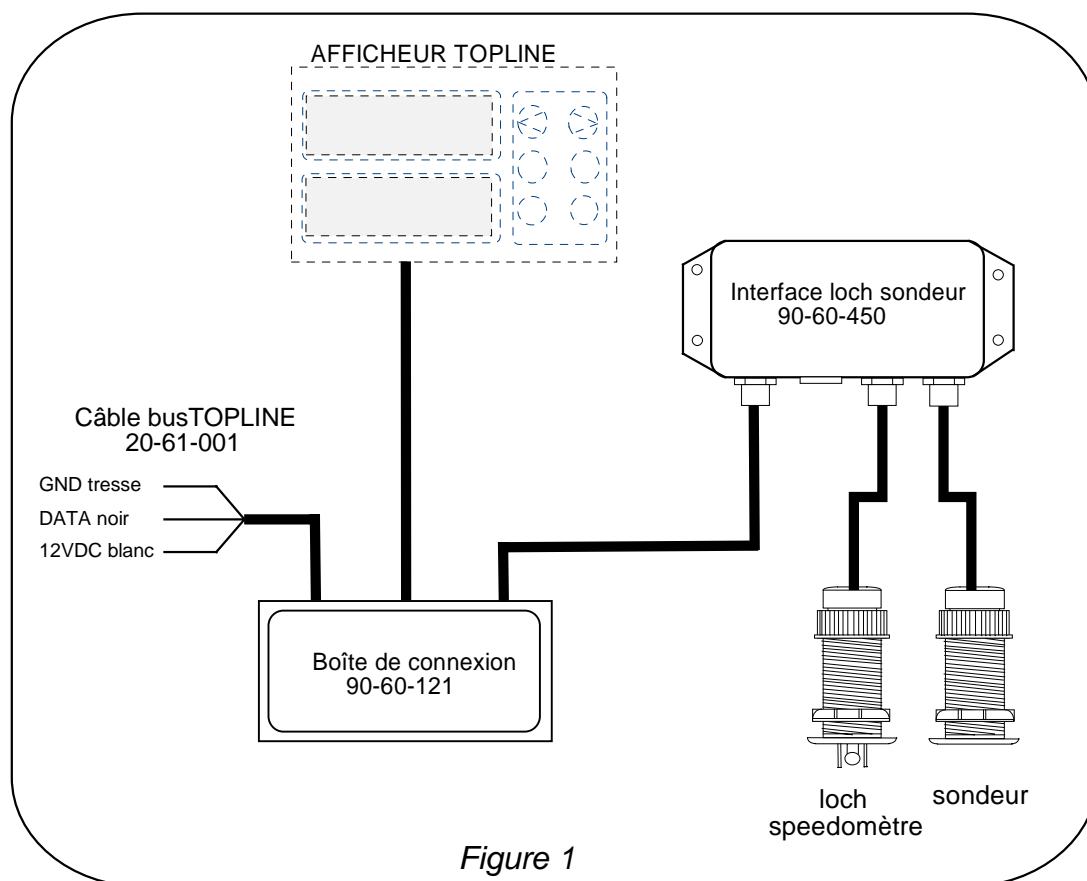 AFFICHEUR TOPLINE
Interface loch sondeur
90-60-450
Câble busTOPLINE
20-61-001
GND tresse
DATA noir
12VDC blanc
Boîte de connexion
90-60-121
loch
speedomètre
sondeur
Figure 1